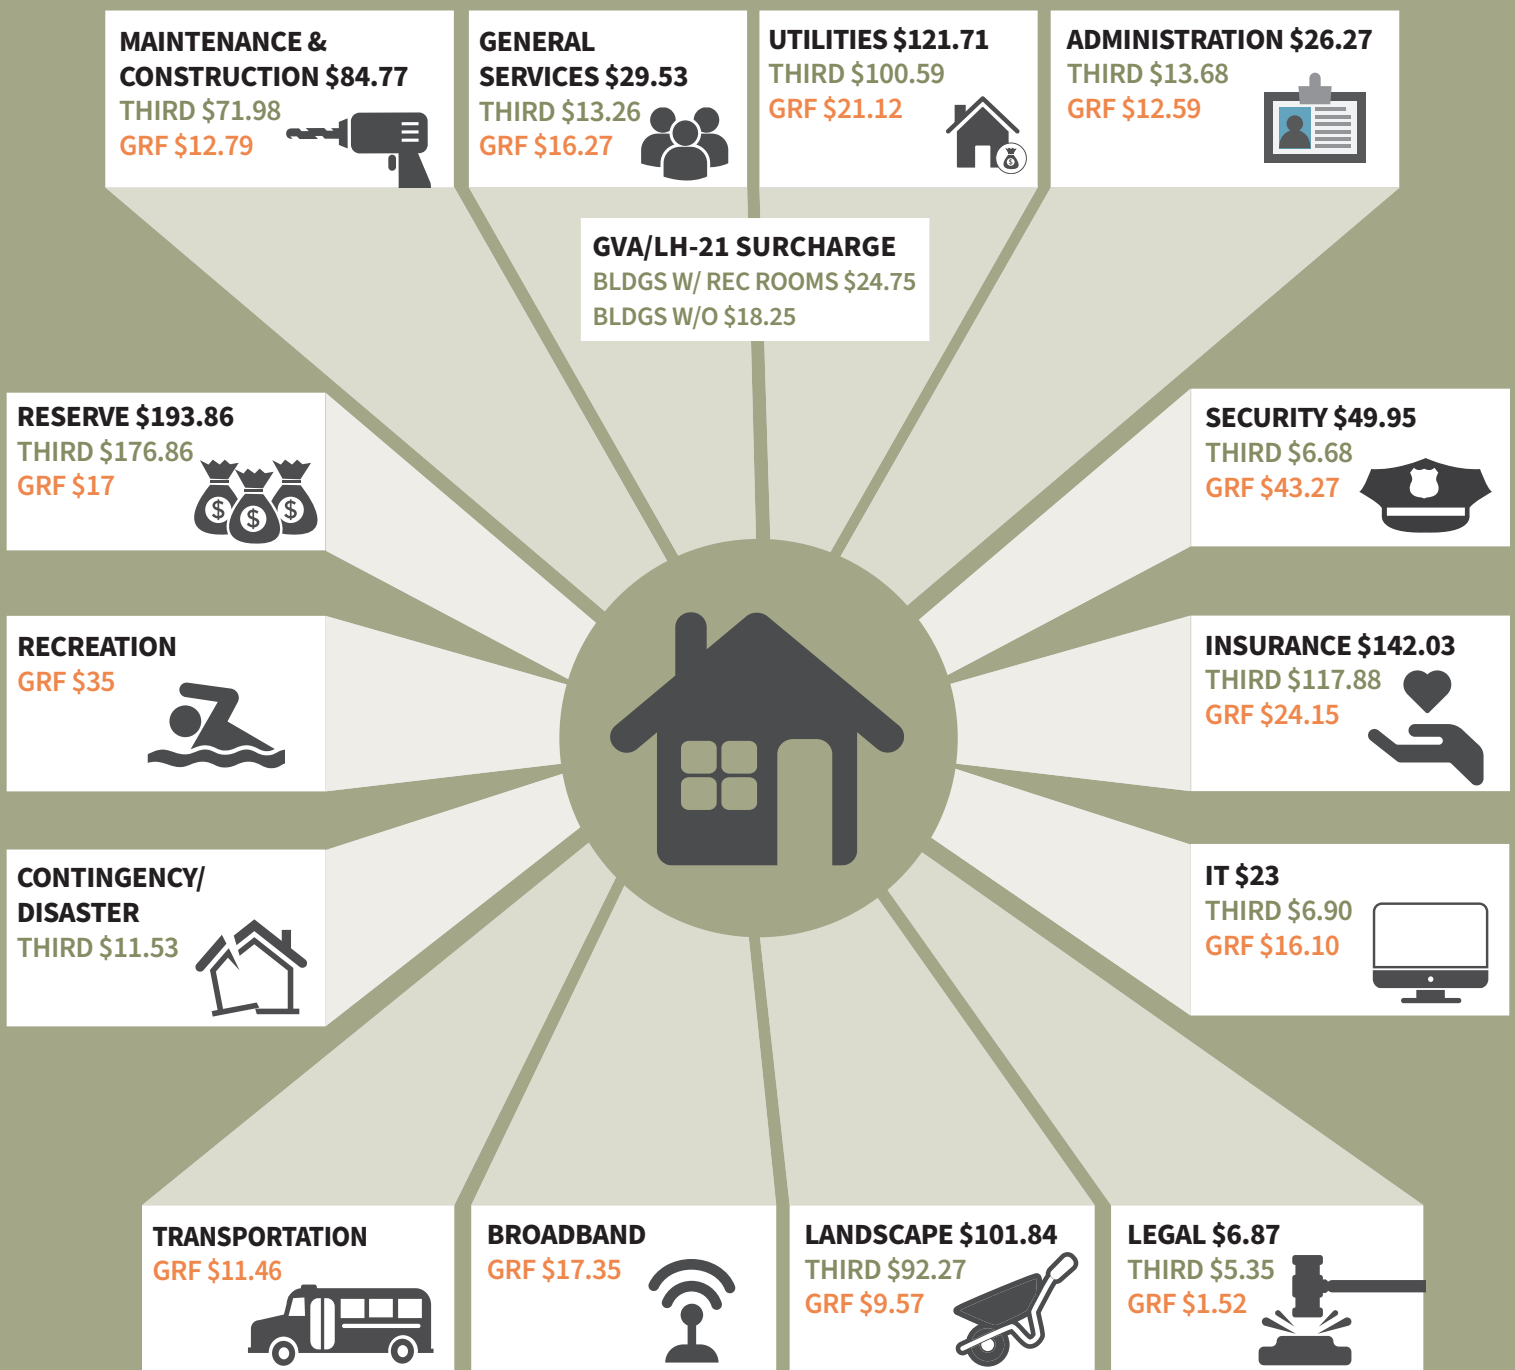 MAINTENANCE &
CONSTRUCTION $84.77
THIRD $71.98
GRF $12.79
GENERAL
SERVICES $29.53
THIRD $13.26
GRF $16.27
UTILITIES $121.71
THIRD $100.59
GRF $21.12
$
ADMINISTRATION $26.27
THIRD $13.68
GRF $12.59
GVA/LH-21 SURCHARGE
BLDGS W/ REC ROOMS $24.75
BLDGS W/O $18.25
RESERVE $193.86
THIRD $176.86
GRF $17
$ $ $
SECURITY $49.95
THIRD $6.68
GRF $43.27
RECREATION
GRF $35
INSURANCE $142.03
THIRD $117.88
GRF $24.15
CONTINGENCY/
DISASTER
THIRD $11.53
IT $23
THIRD $6.90
GRF $16.10
TRANSPORTATION
GRF $11.46
BROADBAND
GRF $17.35
LANDSCAPE $101.84
THIRD $92.27
GRF $9.57
LEGAL $6.87
THIRD $5.35
GRF $1.52